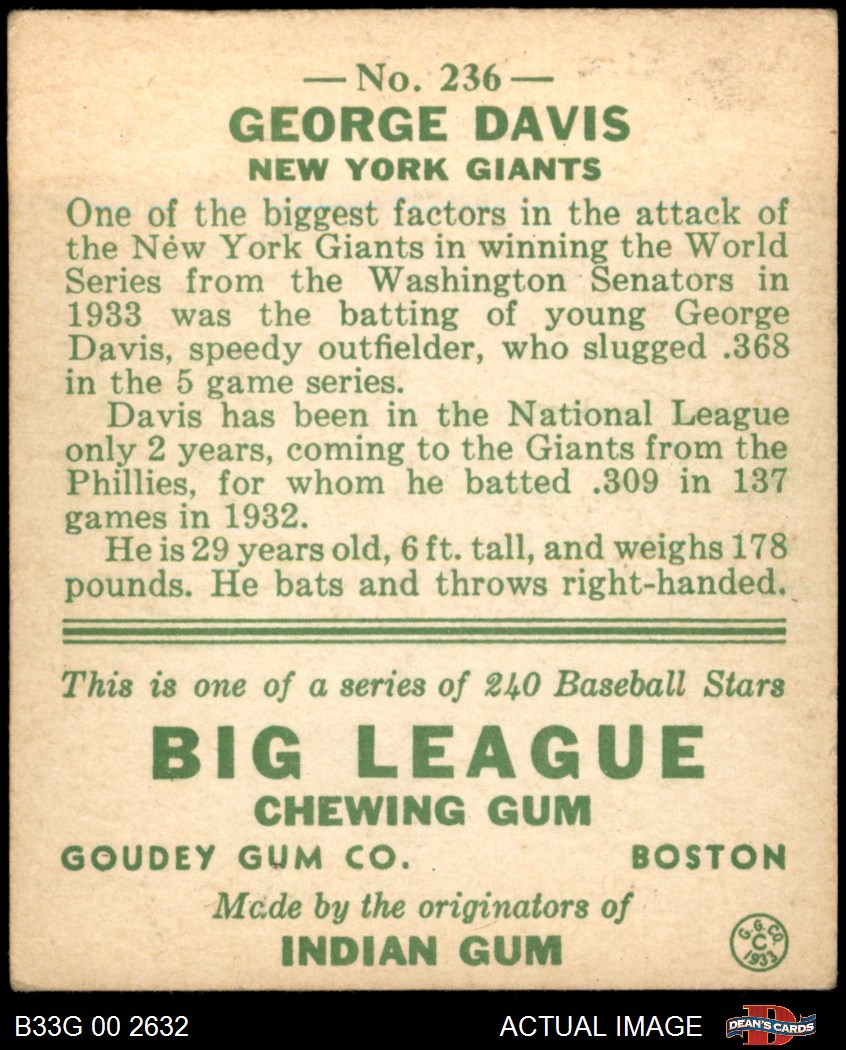 — No. 236 —
GEORGE DAVIS
NEW YORK GIANTS
One of the biggest factors in the attack of
the New York Giants in winning the World
Series from the Washington Senators in
1933 was the batting of young George
Davis, speedy outfielder, who slugged .368
in the 5 game series.
Davis has been in the National League
only 2 years, coming to the Giants from the
Phillies, for whom he batted .309 in 137
games in 1932.
He is 29 years old, 6 ft. tall, and weighs 178
pounds. He bats and throws right-handed.
This is one of a series of 240 Baseball Stars
BIG LEAGUE
CHEWING GUM
GOUDEY GUM CO. BOSTON
Made by the originators of
INDIAN GUM
G. G. CO.
C
1933
B33G 00 2632 ACTUAL IMAGE D DEAN'S CARDS